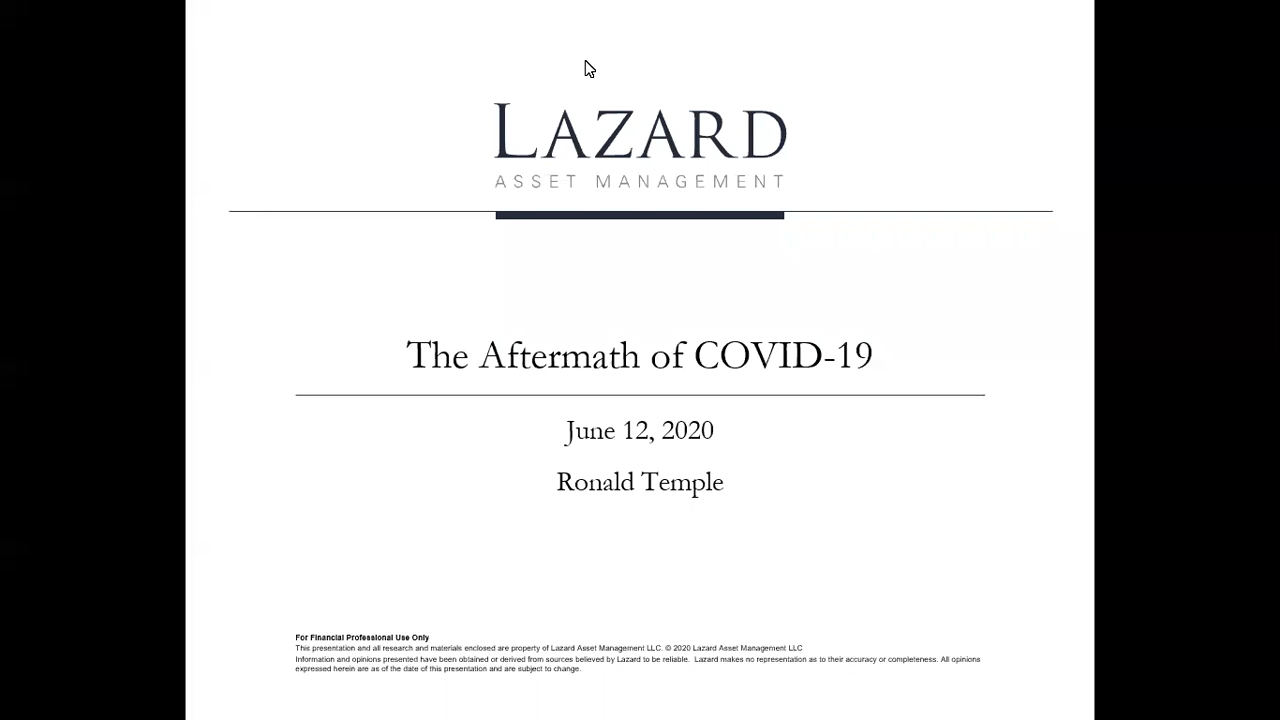 LAZARD
ASSET MANAGEMENT
The Aftermath of COVID-19
June 12, 2020
Ronald Temple
For Financial Professional Use Only
This presentation and all research and materials enclosed are property of Lazard Asset Management LLC. © 2020 Lazard Asset Management LLC
Information and opinions presented have been obtained or derived from sources believed by Lazard to be reliable. Lazard makes no representation as to their accuracy or completeness. All opinions
expressed herein are as of the date of this presentation and are subject to change.